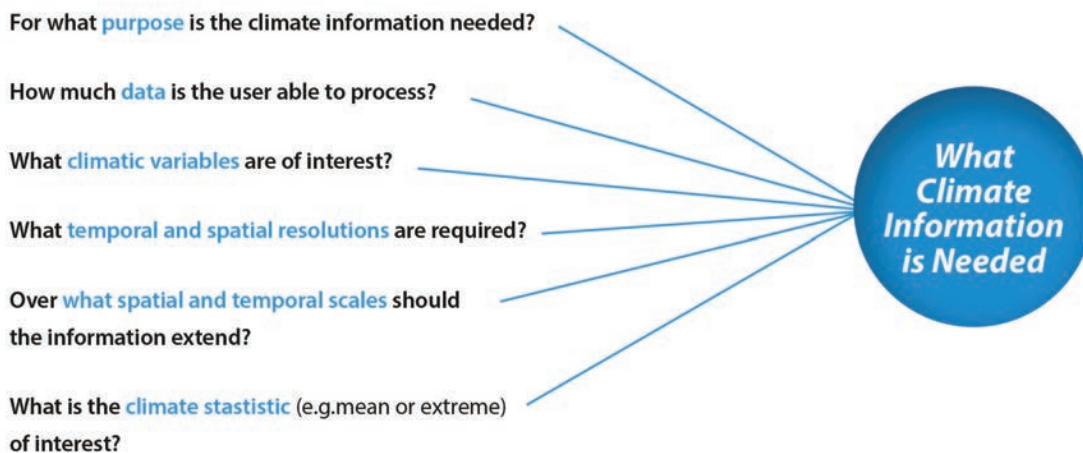 For what purpose is the climate information needed?
How much data is the user able to process?
What climatic variables are of interest?
What temporal and spatial resolutions are required?
Over what spatial and temporal scales should
the information extend?
What is the climate stastistic (e.g.mean or extreme)
of interest?
What
Climate
Information
is Needed